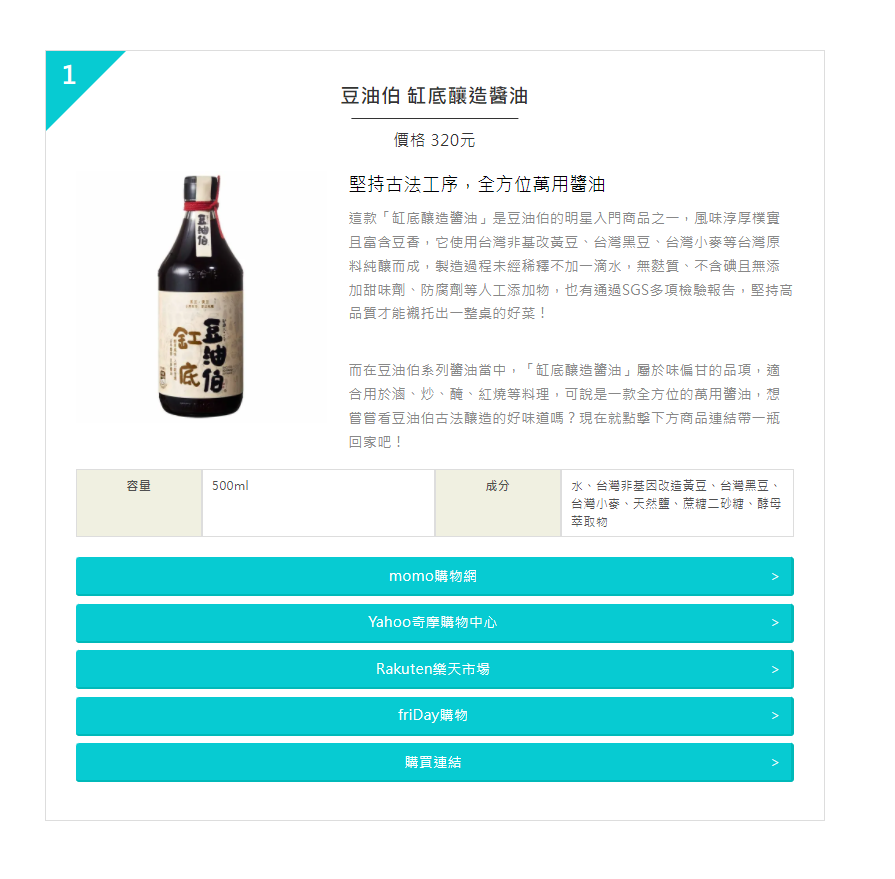 1
豆油伯 缸底釀造醬油
價格 320元
豆油伯
缸底
豆油伯
堅持古法工序，全方位萬用醬油
這款「缸底釀造醬油」是豆油伯的明星入門商品之一，風味淳厚樸實
且富含豆香，它使用台灣非基改黃豆、台灣黑豆、台灣小麥等台灣原
料純釀而成，製造過程未經稀釋不加一滴水，無麩質、不含碘且無添
加甜味劑、防腐劑等人工添加物，也有通過SGS多項檢驗報告，堅持高
品質才能襯托出一整桌的好菜！
而在豆油伯系列醬油當中，「缸底釀造醬油」屬於味偏甘的品項，適
合用於滷、炒、醃、紅燒等料理，可說是一款全方位的萬用醬油，想
嘗嘗看豆油伯古法釀造的好味道嗎？現在就點擊下方商品連結帶一瓶
回家吧！
容量
500ml
成分
水、台灣非基因改造黃豆、台灣黑豆、
台灣小麥、天然鹽、蔗糖二砂糖、酵母
萃取物
momo購物網 >
Yahoo奇摩購物中心 >
Rakuten樂天市場 >
friDay購物 >
購買連結 >